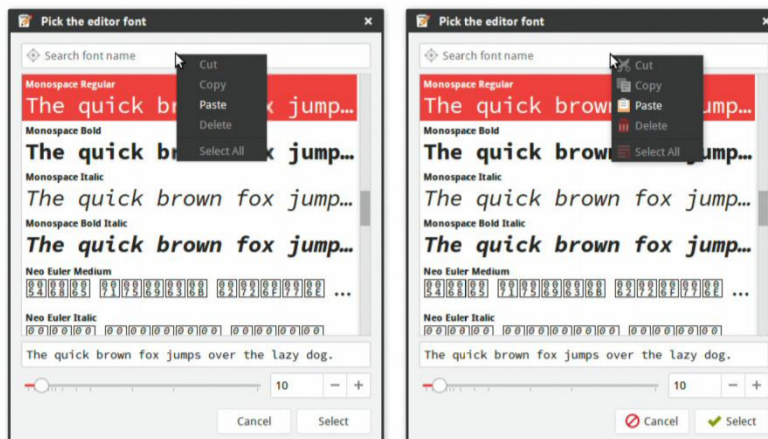 Pick the editor font
Search font name
Cut
Copy
Paste
Delete
Select All
Monospace Regular
The quick br x jump...
Monospace Bold
The quick br x jump...
Monospace Italic
The quick brown fox jump...
Monospace Bold Italic
The quick brown fox jump...
Neo Euler Medium
...
Neo Euler Italic
The quick brown fox jumps over the lazy dog.
10 − +
Cancel Select
Pick the editor font
Search font name
Cut
Copy
Paste
Delete
Select All
Monospace Regular
The quick brow ump...
Monospace Bold
The quick brow ump...
Monospace Italic
The quick brown fox jump...
Monospace Bold Italic
The quick brown fox jump...
Neo Euler Medium
...
Neo Euler Italic
The quick brown fox jumps over the lazy dog.
10 − +
Cancel Select